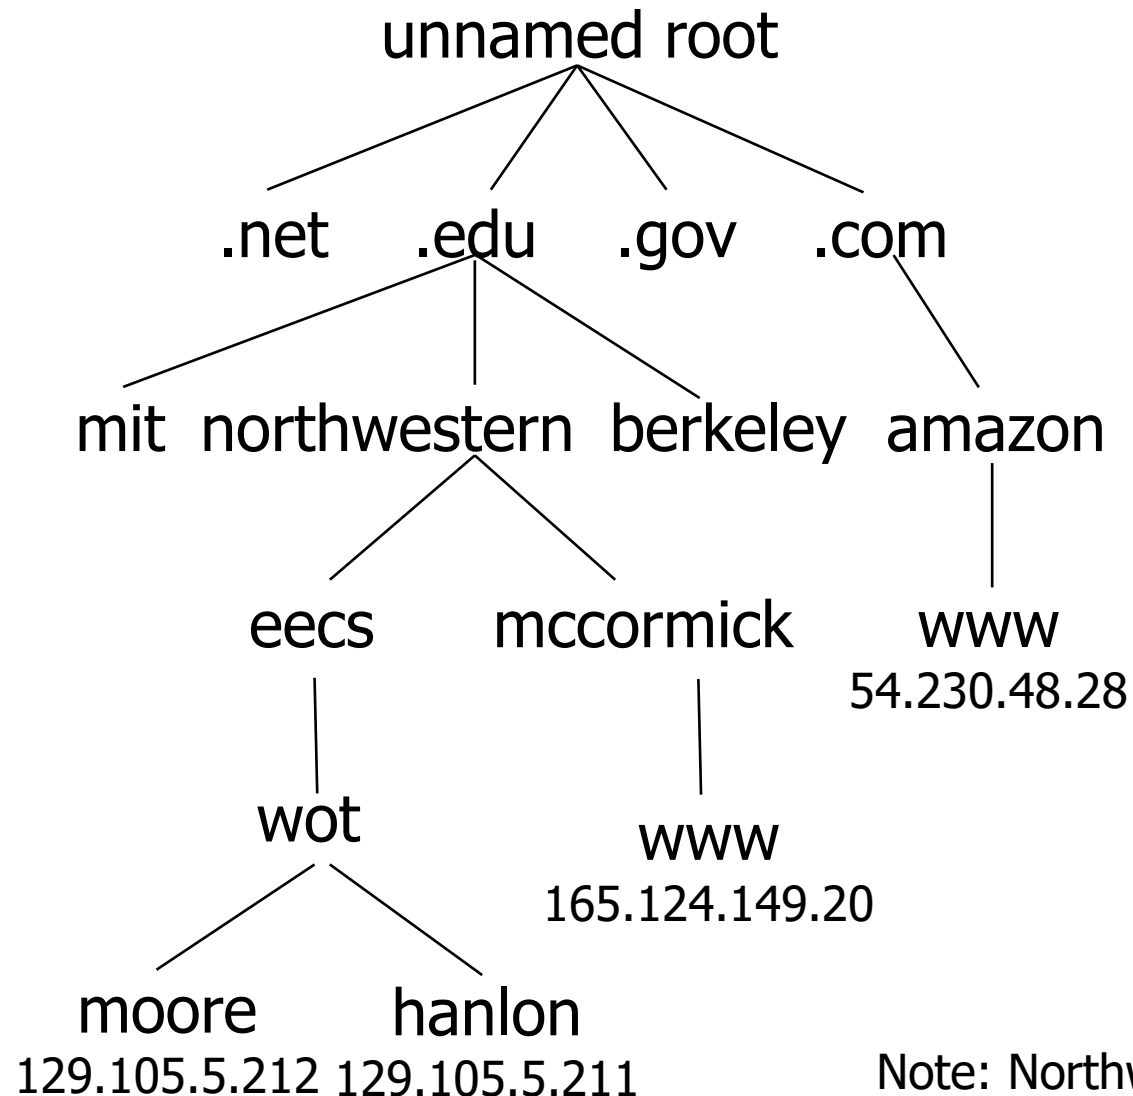 unnamed root
.net .edu .gov .com
mit northwestern berkeley amazon
eecs mccormick www
54.230.48.28
wot www
165.124.149.20
moore hanlon
129.105.5.212 129.105.5.211
Note: